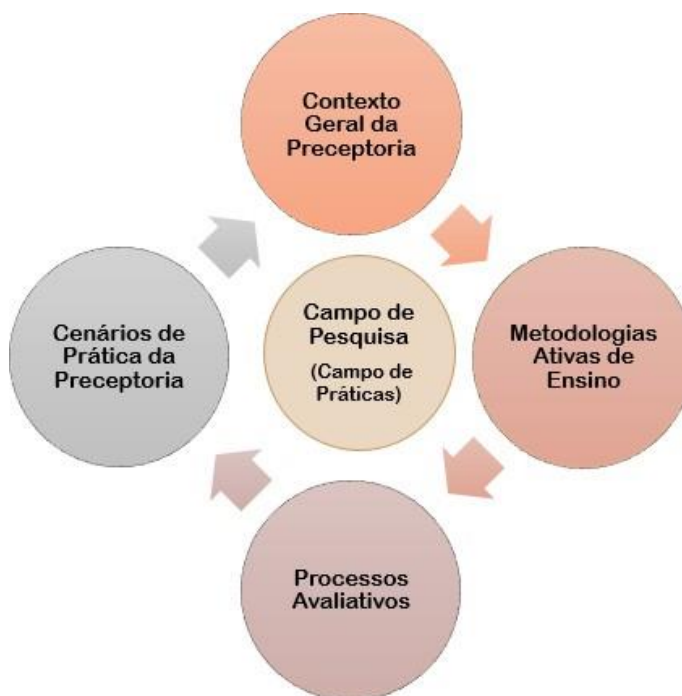 Contexto
Geral da
Preceptoria
Cenários de
Prática da
Preceptoria
Campo de
Pesquisa
(Campo de
Práticas)
Metodologias
Ativas de
Ensino
Processos
Avaliativos